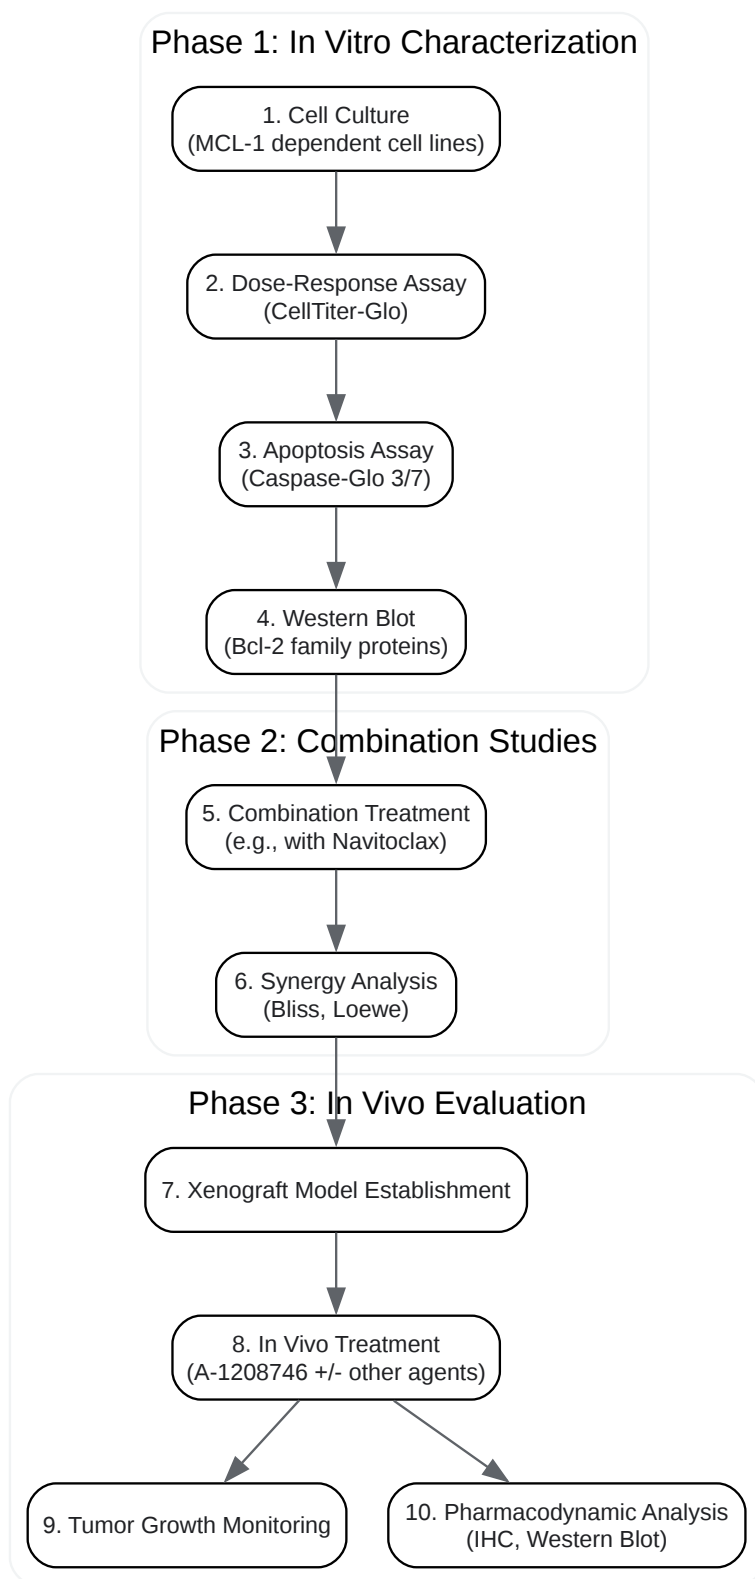 Phase 1: In Vitro Characterization
1. Cell Culture
(MCL-1 dependent cell lines)
2. Dose-Response Assay
(CellTiter-Glo)
3. Apoptosis Assay
(Caspase-Glo 3/7)
4. Western Blot
(Bcl-2 family proteins)
Phase 2: Combination Studies
5. Combination Treatment
(e.g., with Navitoclax)
6. Synergy Analysis
(Bliss, Loewe)
Phase 3: In Vivo Evaluation
7. Xenograft Model Establishment
8. In Vivo Treatment
(A-1208746 +/- other agents)
9. Tumor Growth Monitoring
10. Pharmacodynamic Analysis
(IHC, Western Blot)